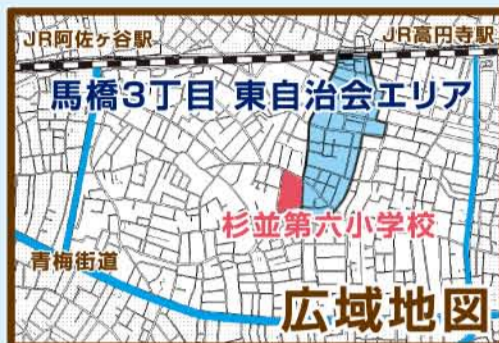 JR阿佐ヶ谷駅
JR高円寺駅
馬橋3丁目 東自治会エリア
杉並第六小学校
青梅街道
広域地図